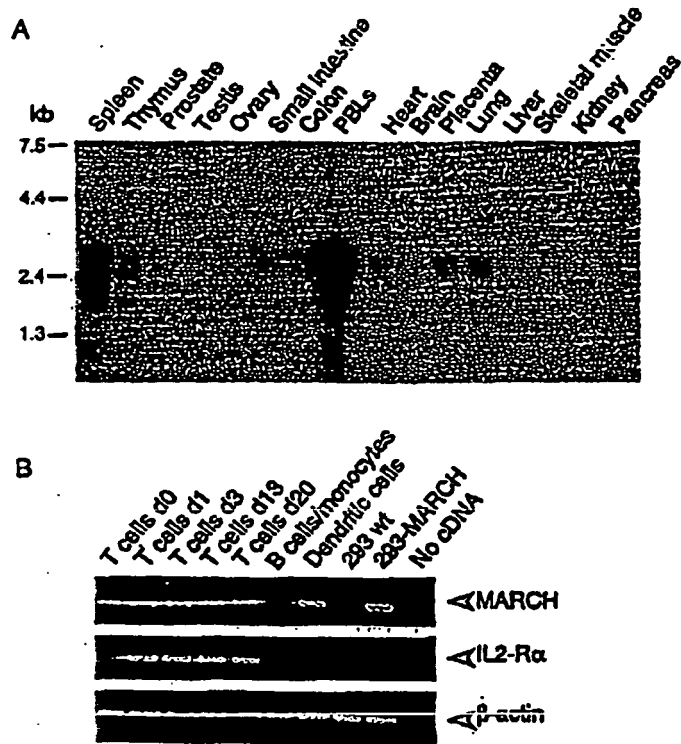 A
kb
Spleen
Thymus
Prostate
Testis
Ovary
Small intestine
Colon
PBLs
Heart
Brain
Placenta
Lung
Liver
Skeletal muscle
Kidney
Pancreas
7.5
4.4
2.4
1.3
B
T cells d0
T cells d1
T cells d3
T cells d13
T cells d20
B cells/monocytes
Dendritic cells
293 wt
293-MARCH
No cDNA
MARCH
IL2-Rα
β-actin